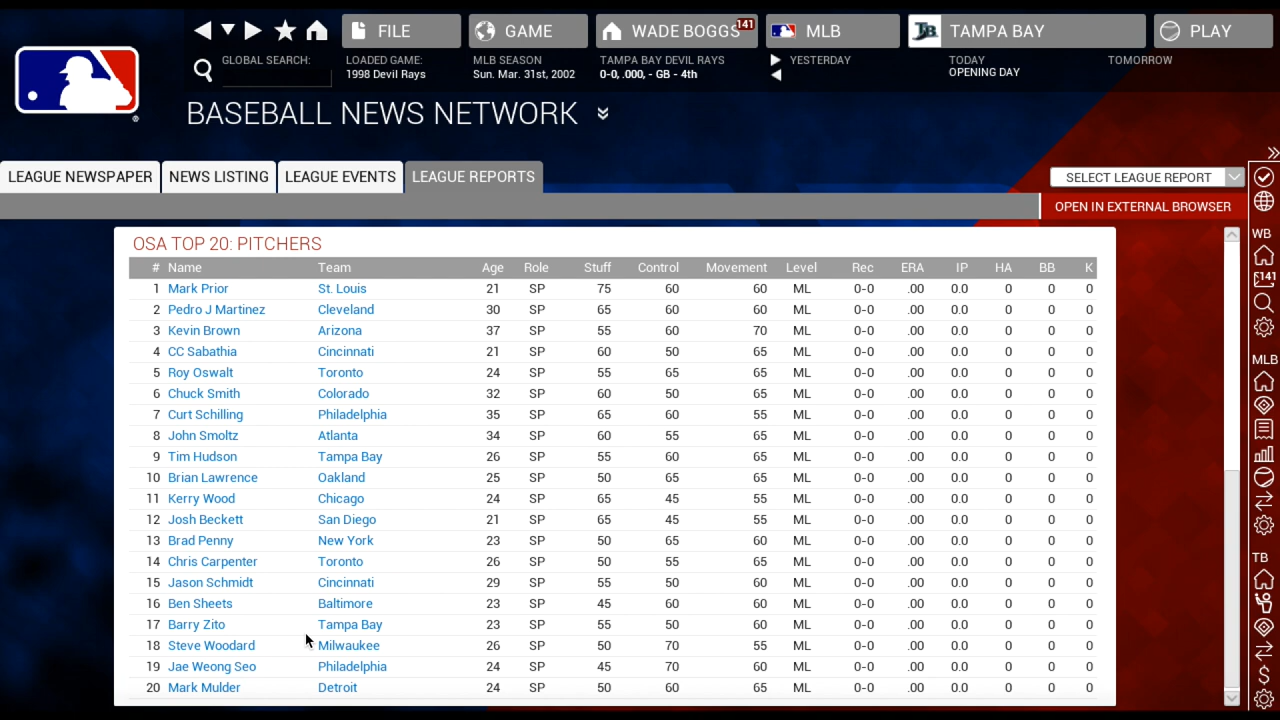 FILE GAME WADE BOGGS 141 MLB TAMPA BAY PLAY
GLOBAL SEARCH: LOADED GAME: MLB SEASON TAMPA BAY DEVIL RAYS YESTERDAY TODAY TOMORROW
1998 Devil Rays Sun. Mar. 31st, 2002 0-0, .000, - GB - 4th OPENING DAY
BASEBALL NEWS NETWORK
LEAGUE NEWSPAPER NEWS LISTING LEAGUE EVENTS LEAGUE REPORTS SELECT LEAGUE REPORT
OPEN IN EXTERNAL BROWSER
OSA TOP 20: PITCHERS
# Name Team Age Role Stuff Control Movement Level Rec ERA IP HA BB K
1 Mark Prior St. Louis 21 SP 75 60 60 ML 0-0 .00 0.0 0 0 0
2 Pedro J Martinez Cleveland 30 SP 65 60 60 ML 0-0 .00 0.0 0 0 0
3 Kevin Brown Arizona 37 SP 55 60 70 ML 0-0 .00 0.0 0 0 0
4 CC Sabathia Cincinnati 21 SP 60 50 65 ML 0-0 .00 0.0 0 0 0
5 Roy Oswalt Toronto 24 SP 55 65 65 ML 0-0 .00 0.0 0 0 0
6 Chuck Smith Colorado 32 SP 60 50 65 ML 0-0 .00 0.0 0 0 0
7 Curt Schilling Philadelphia 35 SP 65 60 55 ML 0-0 .00 0.0 0 0 0
8 John Smoltz Atlanta 34 SP 60 55 65 ML 0-0 .00 0.0 0 0 0
9 Tim Hudson Tampa Bay 26 SP 55 60 65 ML 0-0 .00 0.0 0 0 0
10 Brian Lawrence Oakland 25 SP 50 65 65 ML 0-0 .00 0.0 0 0 0
11 Kerry Wood Chicago 24 SP 65 45 55 ML 0-0 .00 0.0 0 0 0
12 Josh Beckett San Diego 21 SP 65 45 55 ML 0-0 .00 0.0 0 0 0
13 Brad Penny New York 23 SP 50 65 60 ML 0-0 .00 0.0 0 0 0
14 Chris Carpenter Toronto 26 SP 50 55 65 ML 0-0 .00 0.0 0 0 0
15 Jason Schmidt Cincinnati 29 SP 55 50 60 ML 0-0 .00 0.0 0 0 0
16 Ben Sheets Baltimore 23 SP 45 60 60 ML 0-0 .00 0.0 0 0 0
17 Barry Zito Tampa Bay 23 SP 55 50 60 ML 0-0 .00 0.0 0 0 0
18 Steve Woodard Milwaukee 26 SP 50 70 55 ML 0-0 .00 0.0 0 0 0
19 Jae Weong Seo Philadelphia 24 SP 45 70 60 ML 0-0 .00 0.0 0 0 0
20 Mark Mulder Detroit 24 SP 50 60 65 ML 0-0 .00 0.0 0 0 0
WB
141
MLB
TB
$